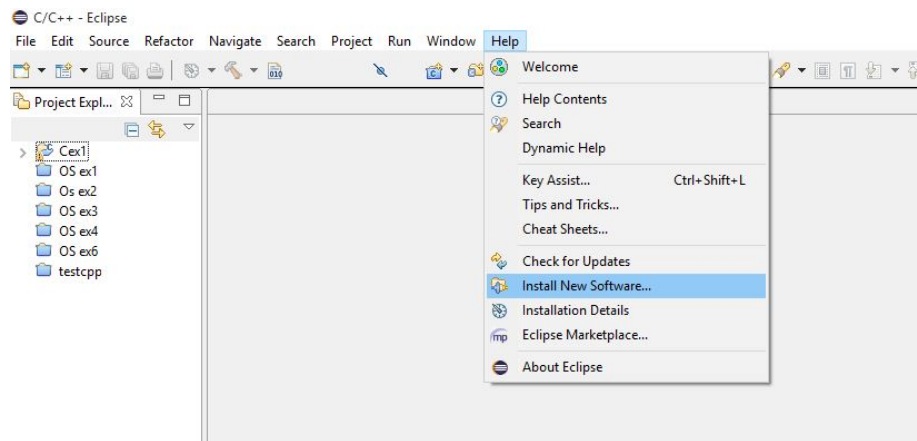 C/C++ - Eclipse
File Edit Source Refactor Navigate Search Project Run Window Help
010
Project Expl...
Cex1
OS ex1
Os ex2
OS ex3
OS ex4
OS ex6
testcpp
Welcome
Help Contents
Search
Dynamic Help
Key Assist... Ctrl+Shift+L
Tips and Tricks...
Cheat Sheets...
Check for Updates
Install New Software...
Installation Details
mp Eclipse Marketplace...
About Eclipse